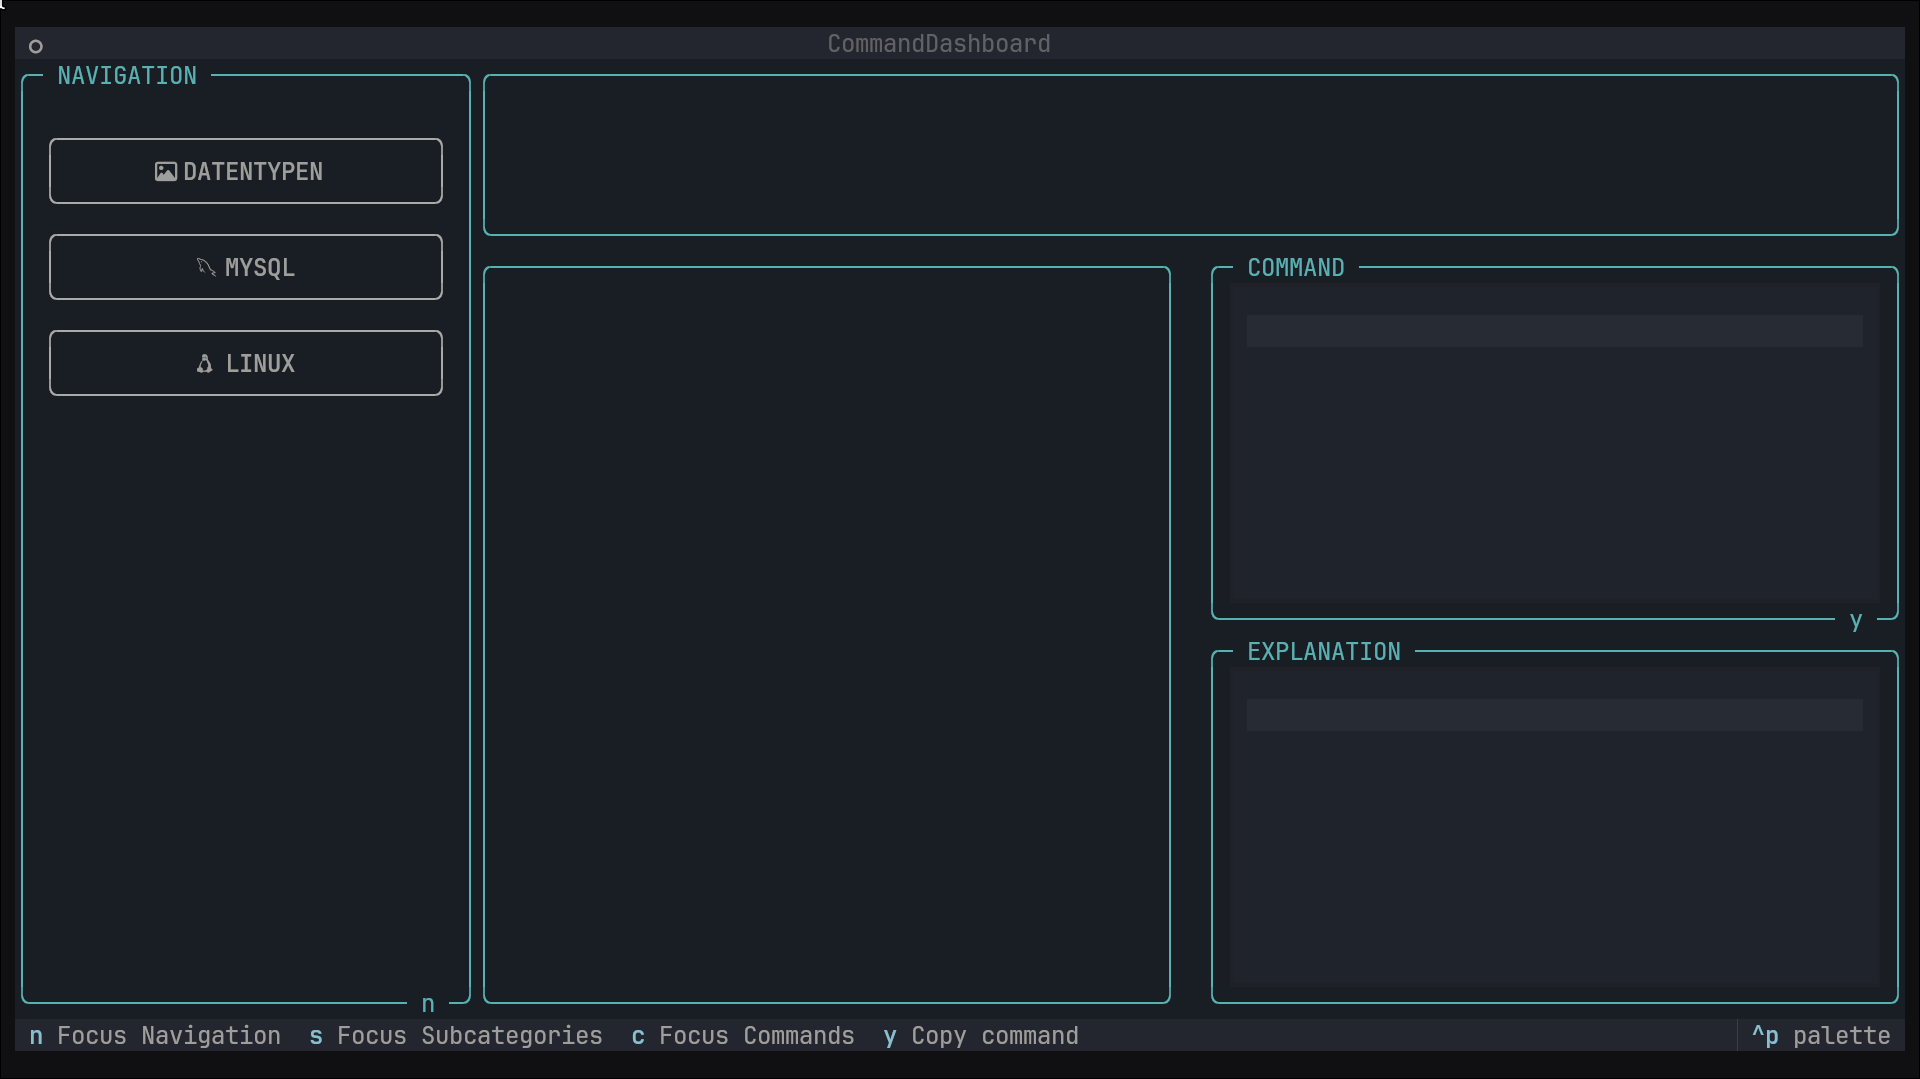 CommandDashboard
NAVIGATION
DATENTYPEN
MYSQL
LINUX
n
COMMAND
y
EXPLANATION
n Focus Navigation s Focus Subcategories c Focus Commands y Copy command ^p palette